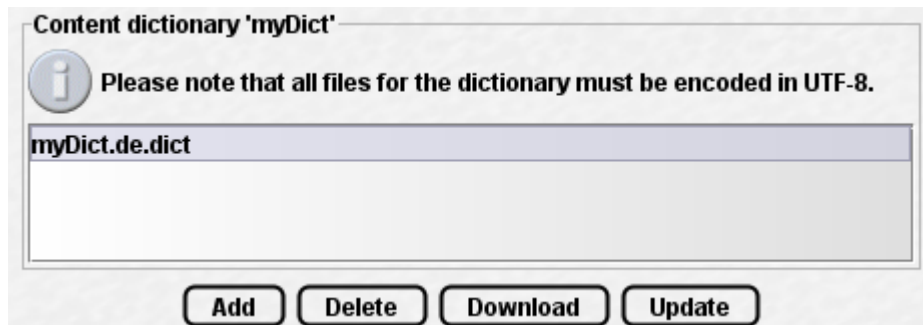 Content dictionary 'myDict'
Please note that all files for the dictionary must be encoded in UTF-8.
myDict.de.dict
Add Delete Download Update